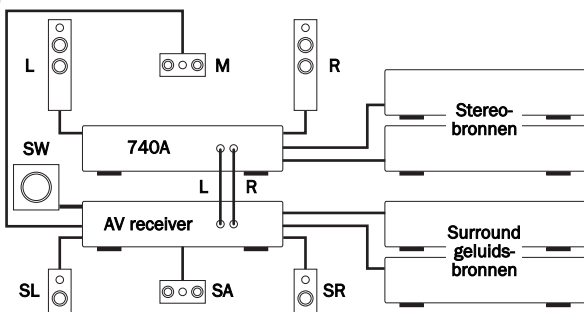 L
M
R
740A
Stereo-
bronnen
SW
L
R
AV receiver
Surround
geluids-
bronnen
SL
SA
SR